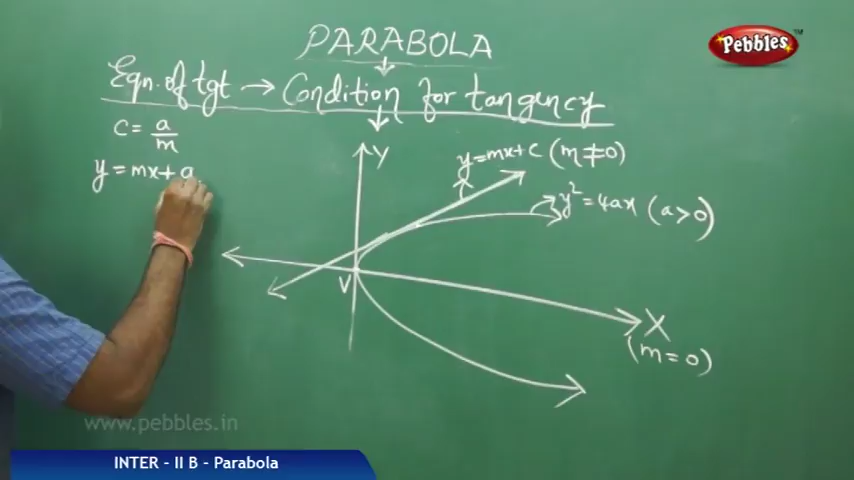 PARABOLA
Pebbles™
Eqn. of tgt → Condition for tangency
c = a/m
y = mx + a
Y
y = mx + c (m ≠ 0)
y² = 4ax (a > 0)
V
X
(m = 0)
www.pebbles.in
INTER - II B - Parabola